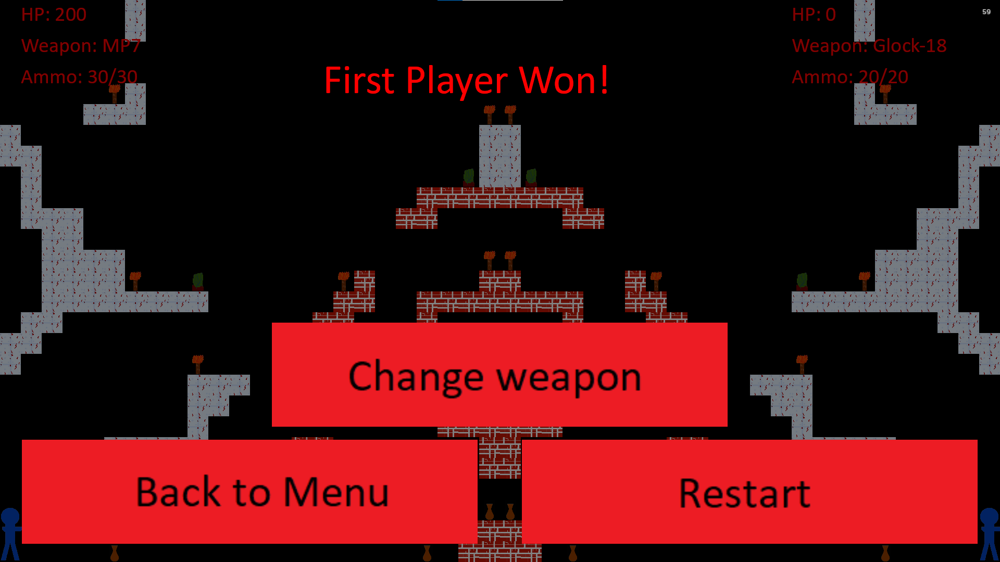 HP: 200
Weapon: MP7
Ammo: 30/30
HP: 0
Weapon: Glock-18
Ammo: 20/20
59
First Player Won!
Change weapon
Back to Menu
Restart